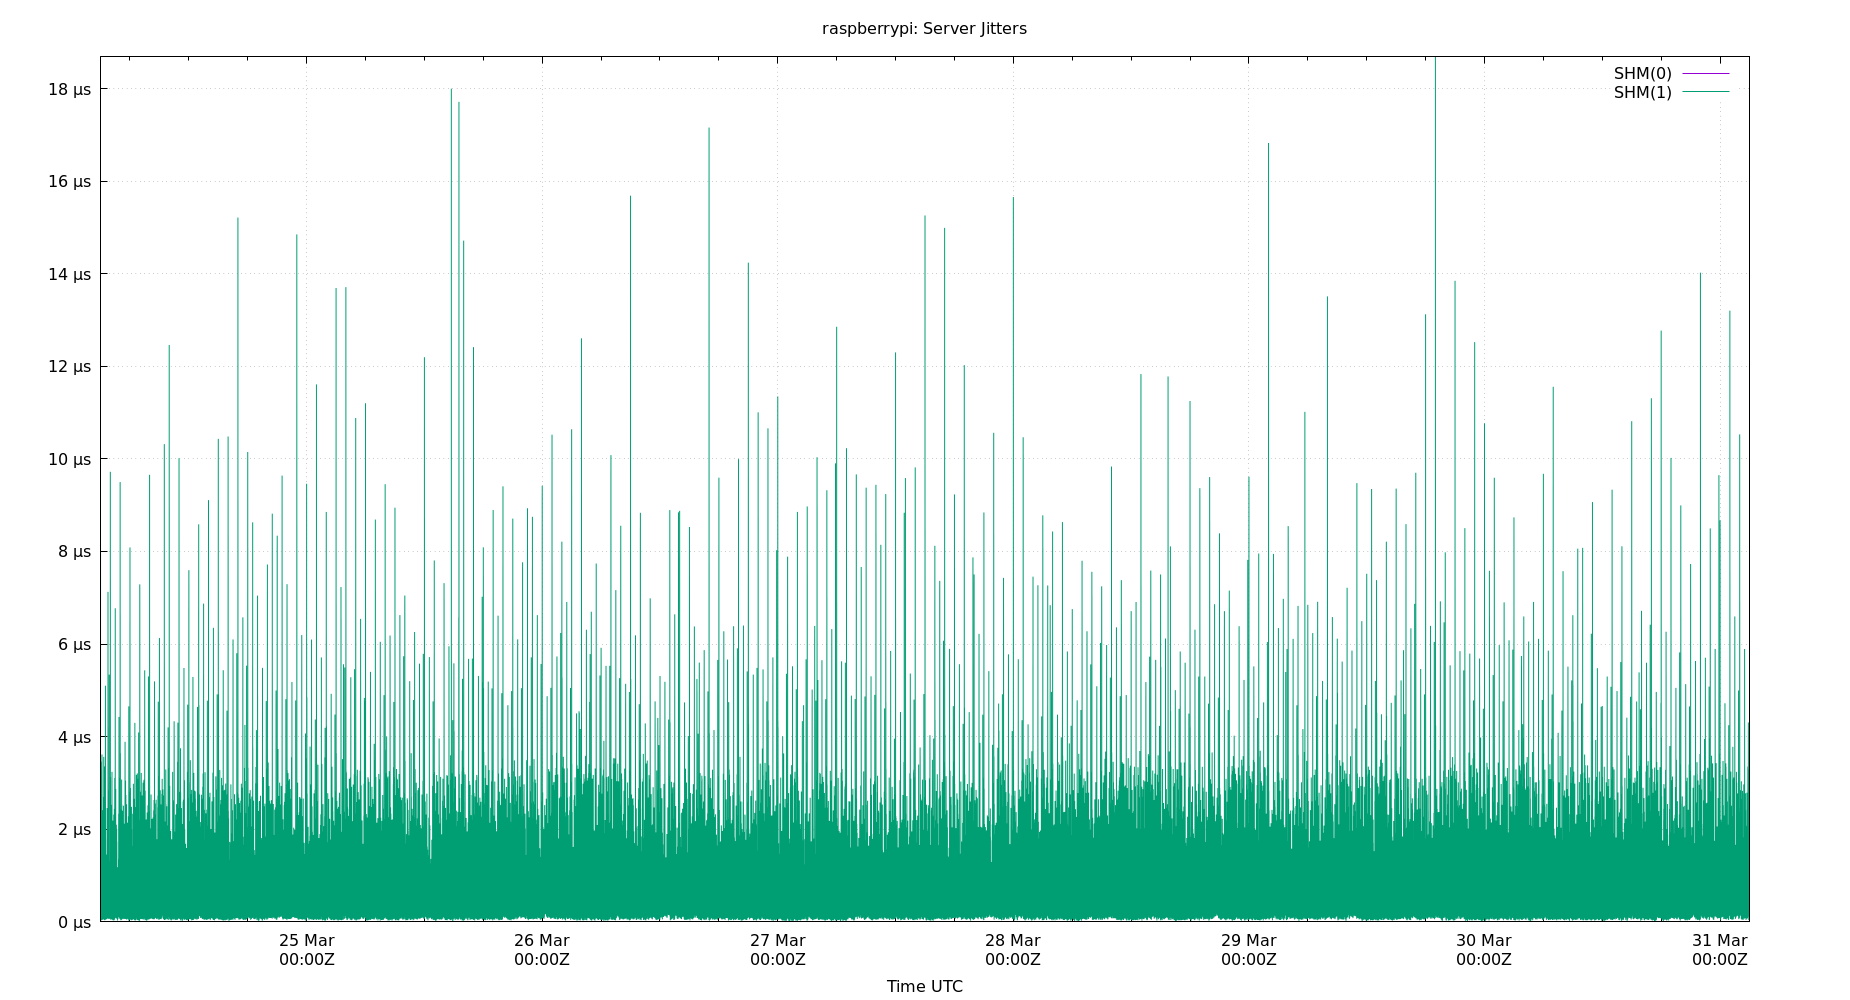 raspberrypi: Server Jitters
SHM(0)
SHM(1)
18 µs
16 µs
14 µs
12 µs
10 µs
8 µs
6 µs
4 µs
2 µs
0 µs
25 Mar 26 Mar 27 Mar 28 Mar 29 Mar 30 Mar 31 Mar
00:00Z 00:00Z 00:00Z 00:00Z 00:00Z 00:00Z 00:00Z
Time UTC